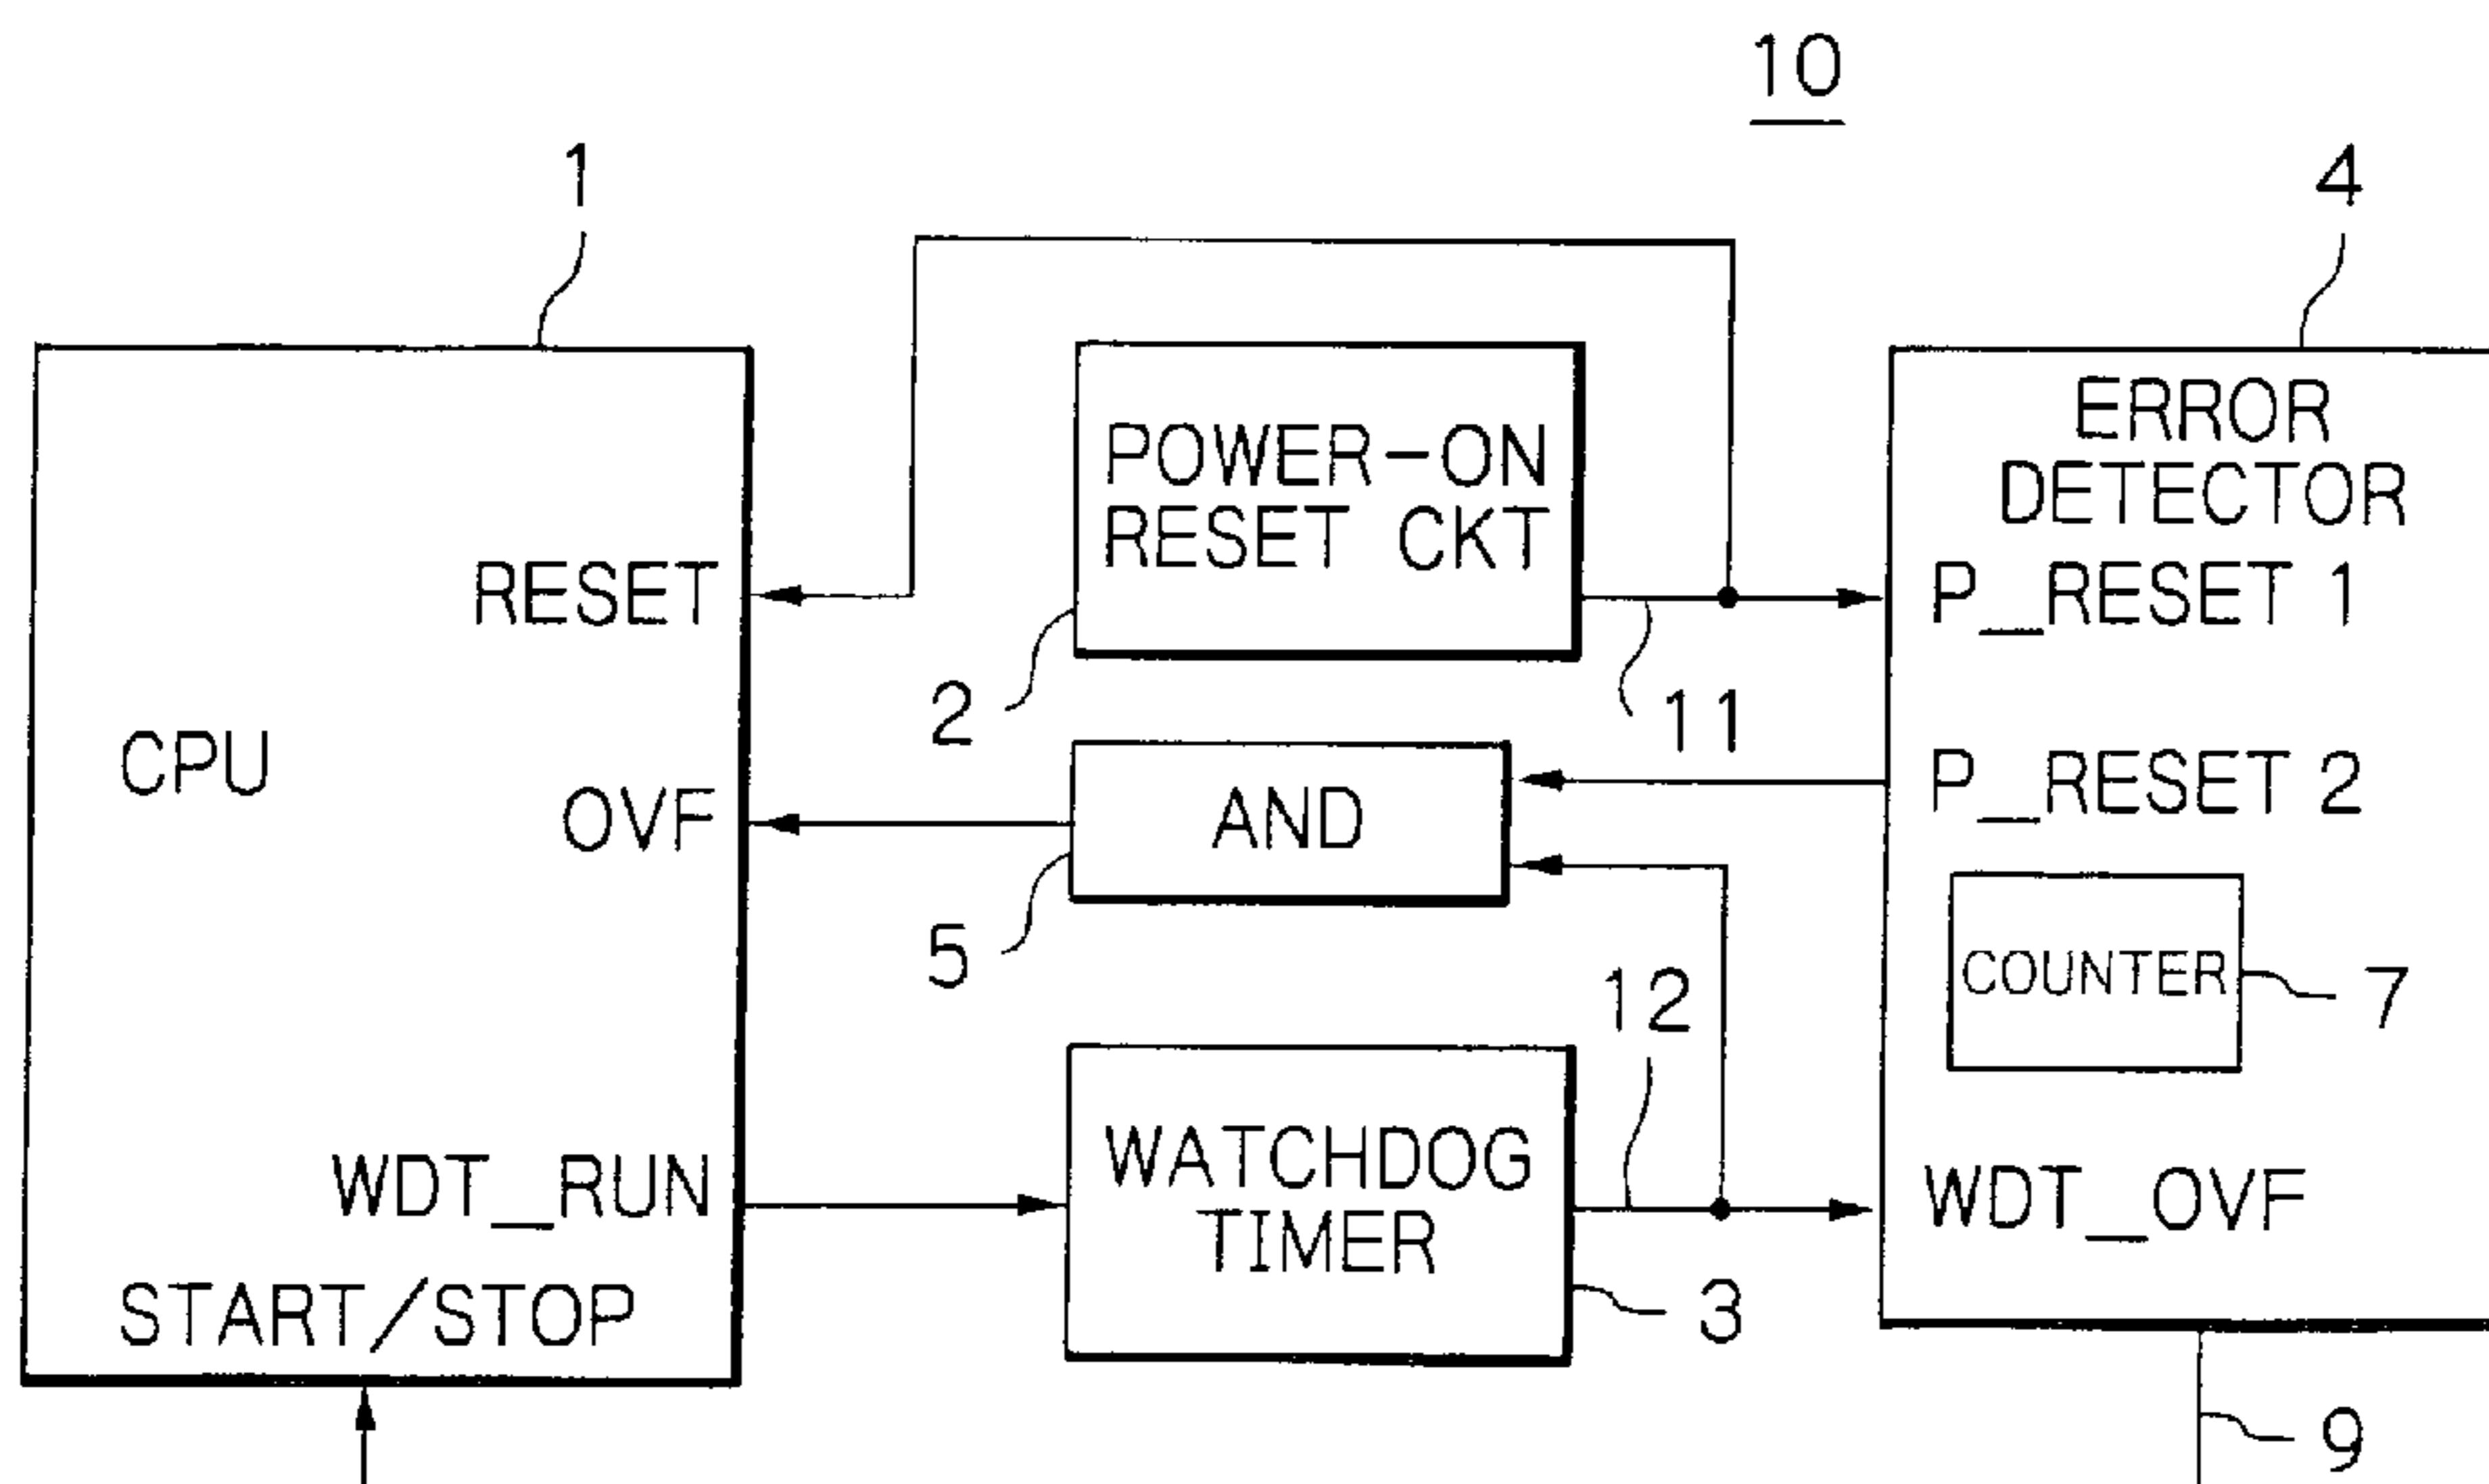 10
1
4
POWER-ON
RESET CKT
ERROR
DETECTOR
RESET
P_RESET 1
2
11
CPU
P_RESET 2
OVF
AND
5
COUNTER
7
12
WDT_RUN
WATCHDOG
TIMER
WDT_OVF
START/STOP
3
9